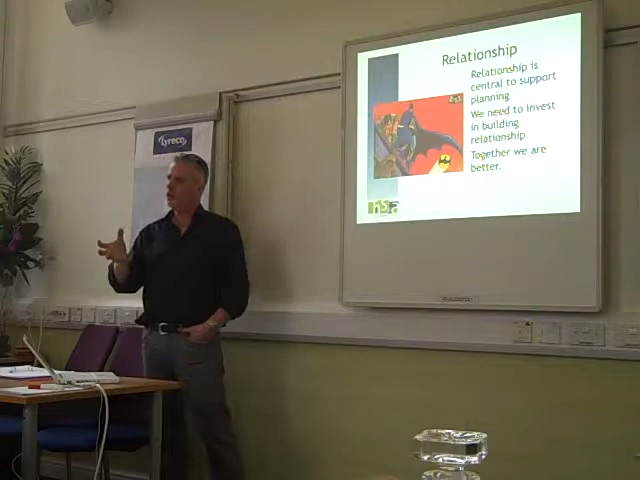 Relationship
Relationship is
central to support
planning
We need to invest
in building
relationship.
Together we are
better.
Lyreco